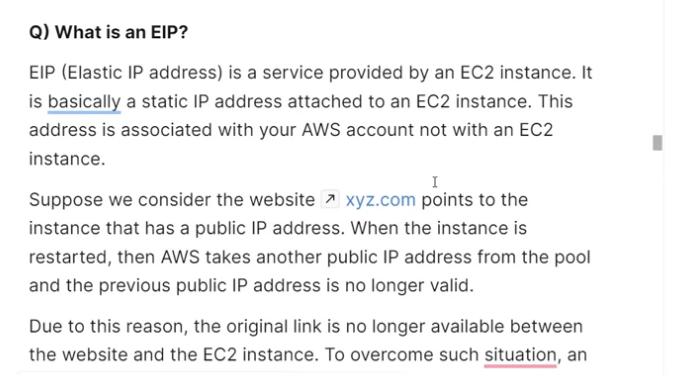 Q) What is an EIP?
EIP (Elastic IP address) is a service provided by an EC2 instance. It
is basically a static IP address attached to an EC2 instance. This
address is associated with your AWS account not with an EC2
instance.
Suppose we consider the website xyz.com points to the
instance that has a public IP address. When the instance is
restarted, then AWS takes another public IP address from the pool
and the previous public IP address is no longer valid.
Due to this reason, the original link is no longer available between
the website and the EC2 instance. To overcome such situation, an